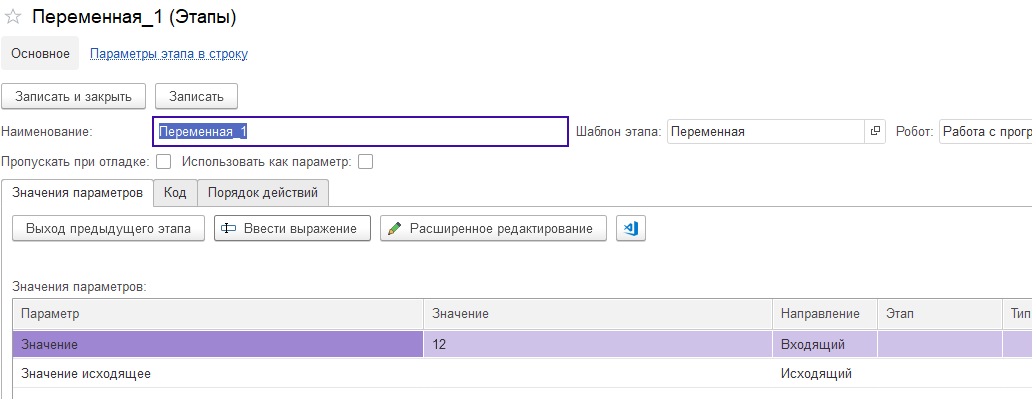 Переменная_1 (Этапы)
Основное Параметры этапа в строку
Записать и закрыть Записать
Наименование: Переменная_1 Шаблон этапа: Переменная Робот: Работа с прогр
Пропускать при отладке: Использовать как параметр:
Значения параметров Код Порядок действий
Выход предыдущего этапа Ввести выражение Расширенное редактирование
Значения параметров:
Параметр Значение Направление Этап Тип
Значение 12 Входящий
Значение исходящее Исходящий